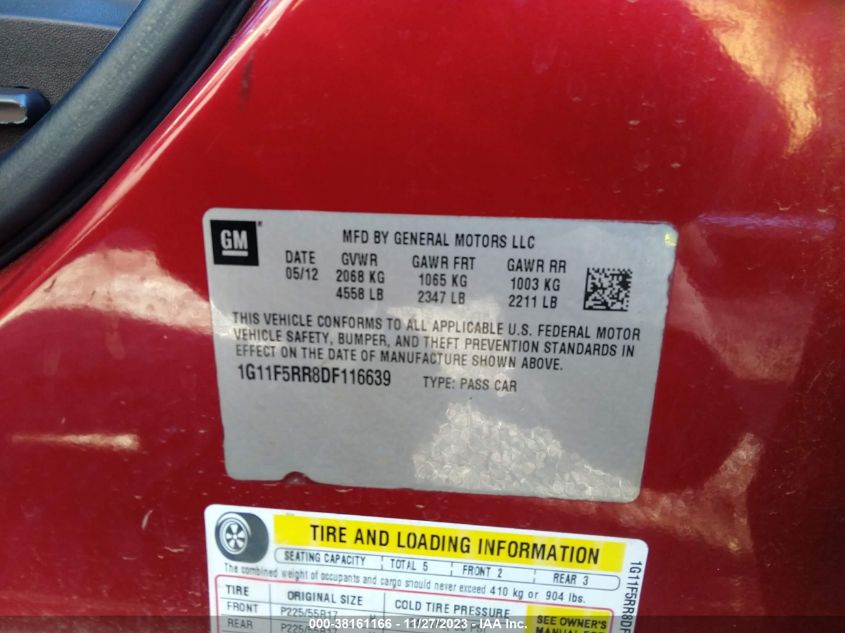 GM
MFD BY GENERAL MOTORS LLC
DATE GVWR GAWR FRT GAWR RR
05/12 2068 KG 1065 KG 1003 KG
4558 LB 2347 LB 2211 LB
THIS VEHICLE CONFORMS TO ALL APPLICABLE U.S. FEDERAL MOTOR
VEHICLE SAFETY, BUMPER, AND THEFT PREVENTION STANDARDS IN
EFFECT ON THE DATE OF MANUFACTURE SHOWN ABOVE.
1G11F5RR8DF116639 TYPE: PASS CAR
TIRE AND LOADING INFORMATION
SEATING CAPACITY TOTAL 5 FRONT 2 REAR 3
The combined weight of occupants and cargo should never exceed 410 kg or 904 lbs.
TIRE ORIGINAL SIZE COLD TIRE PRESSURE
FRONT P225/55R17
REAR P225/55R17
SEE OWNER'S
MANUAL FOR
1G11F5RR8DF
000-38161166 - 11/27/2023 - IAA Inc.